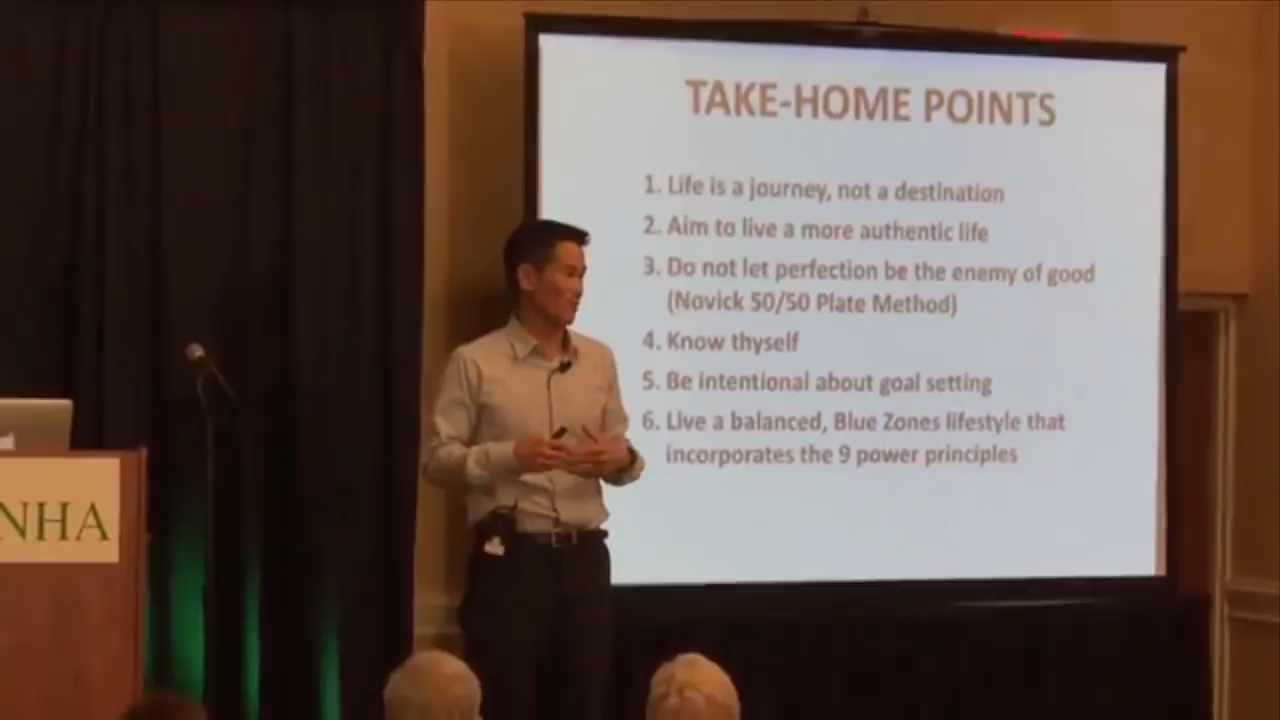 TAKE-HOME POINTS
1. Life is a journey, not a destination
2. Aim to live a more authentic life
3. Do not let perfection be the enemy of good
(Novick 50/50 Plate Method)
4. Know thyself
5. Be intentional about goal setting
6. Live a balanced, Blue Zones lifestyle that
incorporates the 9 power principles
NHA